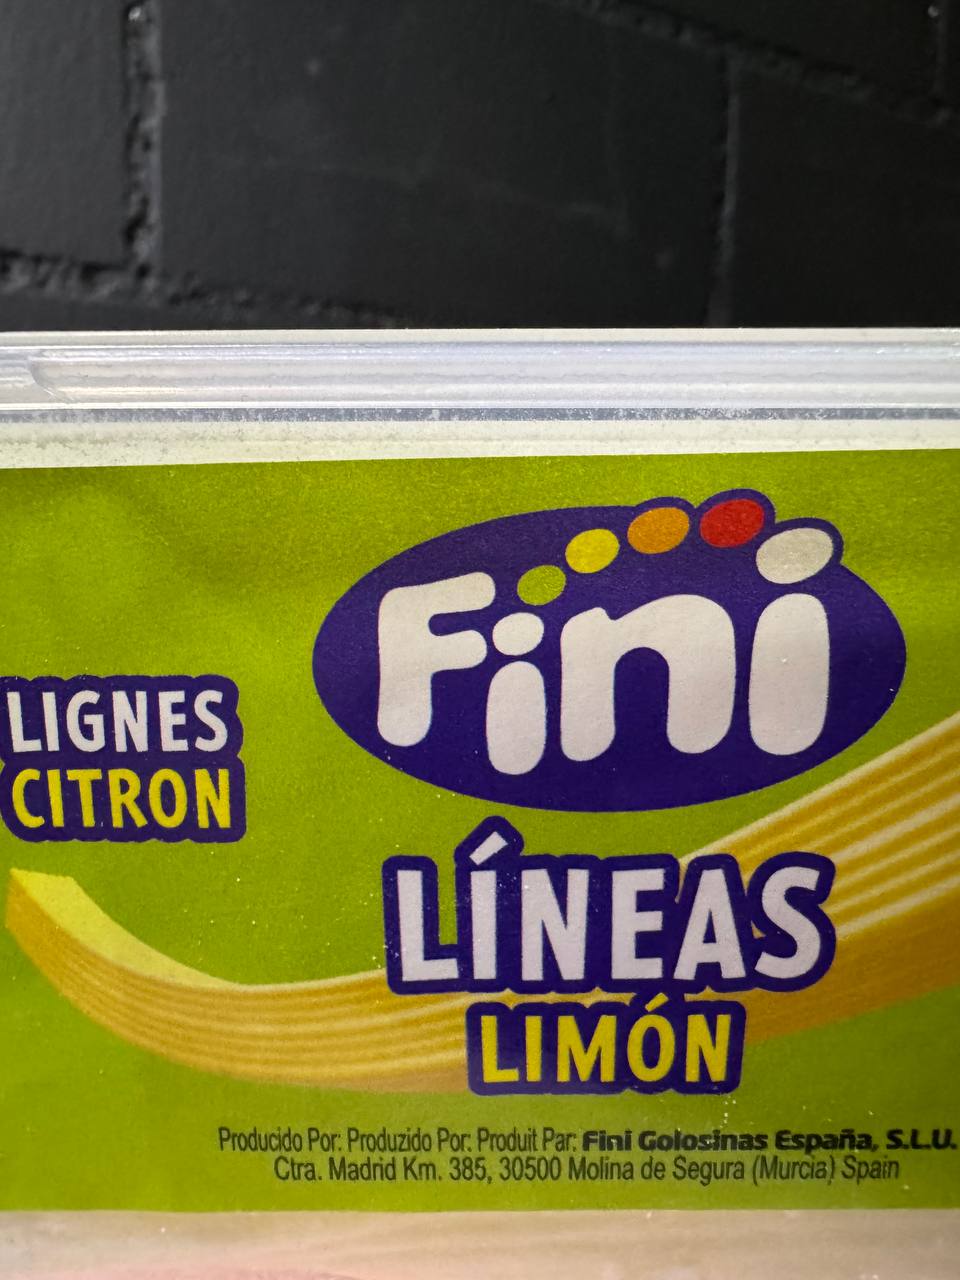 Fini
LIGNES
CITRON
LÍNEAS
LIMÓN
Producido Por: Produzido Por: Produit Par: Fini Golosinas España, S.L.U.
Ctra. Madrid Km. 385, 30500 Molina de Segura (Murcia) Spain